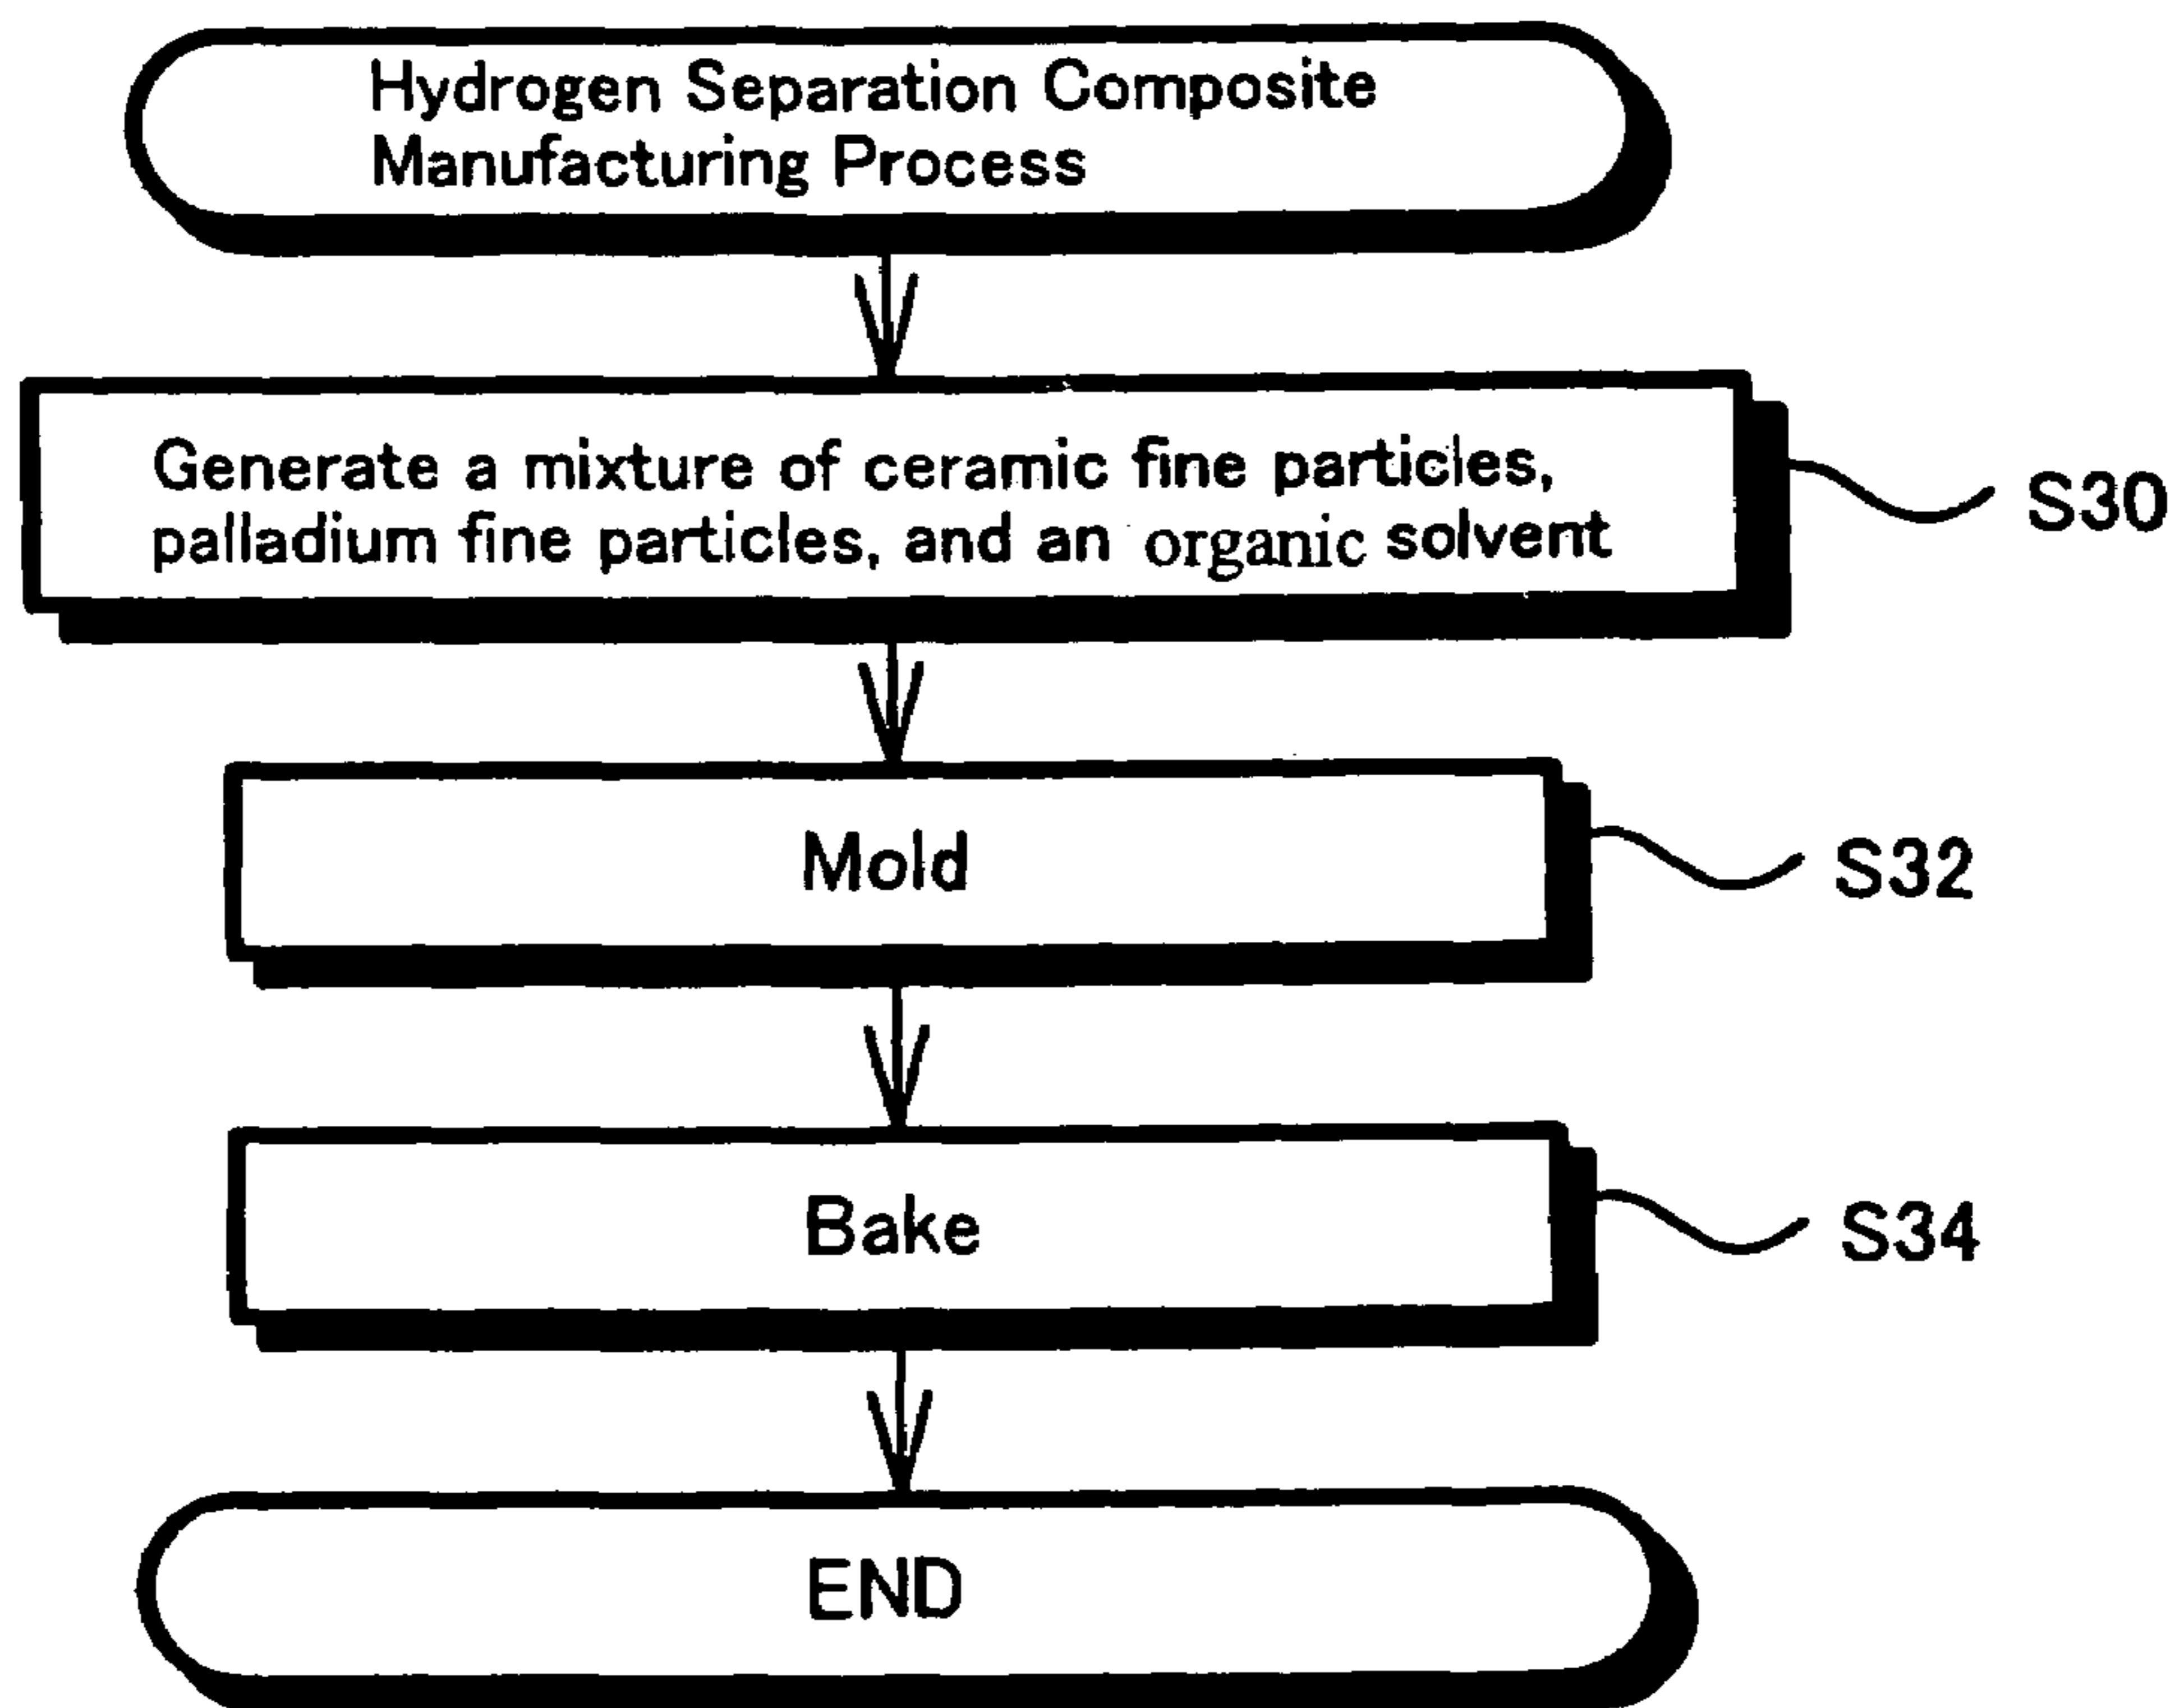 Hydrogen Separation Composite
Manufacturing Process
Generate a mixture of ceramic fine particles,
palladium fine particles, and an organic solvent
S30
Mold
S32
Bake
S34
END